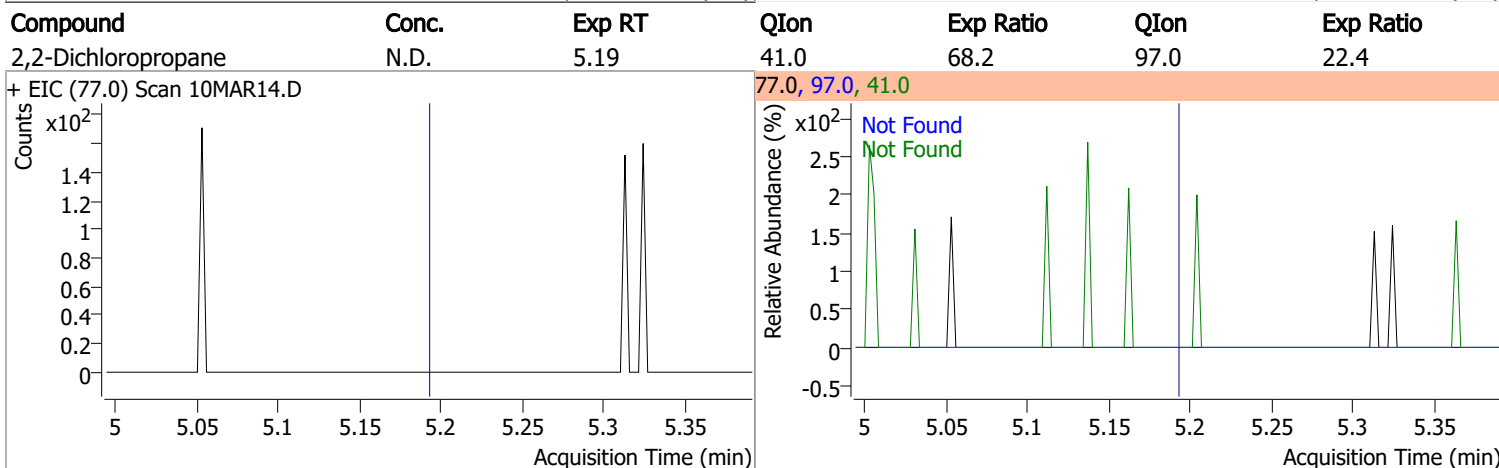 Compound Conc. Exp RT QIon Exp Ratio QIon Exp Ratio
2,2-Dichloropropane N.D. 5.19 41.0 68.2 97.0 22.4
+ EIC (77.0) Scan 10MAR14.D
Counts
x10²
1.4
1.2
1
0.8
0.6
0.4
0.2
0
5 5.05 5.1 5.15 5.2 5.25 5.3 5.35
Acquisition Time (min)
77.0, 97.0, 41.0
Relative Abundance (%)
x10²
Not Found
Not Found
2.5
2
1.5
1
0.5
0
-0.5
5 5.05 5.1 5.15 5.2 5.25 5.3 5.35
Acquisition Time (min)